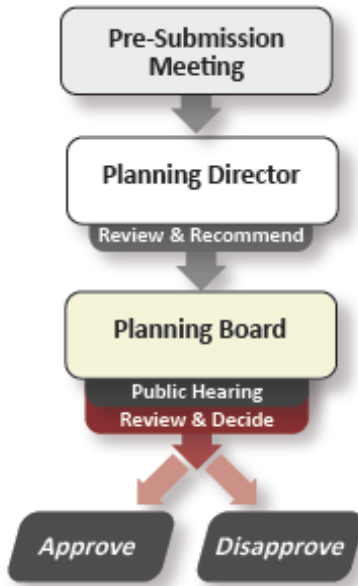 Pre-Submission
Meeting
Planning Director
Review & Recommend
Planning Board
Public Hearing
Review & Decide
Approve
Disapprove